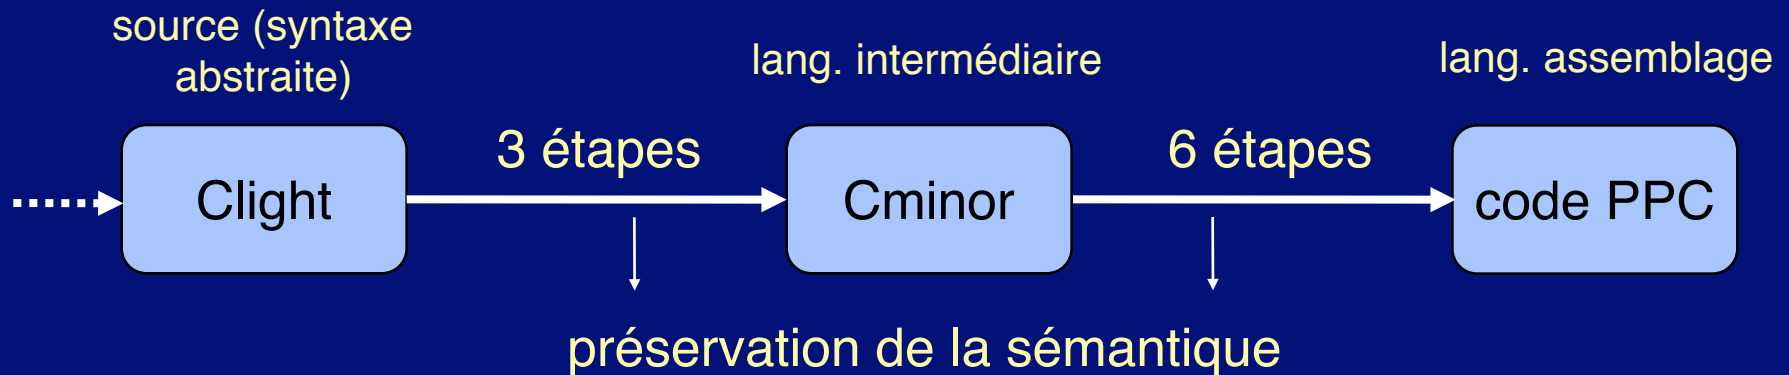 source (syntaxe
abstraite)
lang. intermédiaire
lang. assemblage
3 étapes
6 étapes
Clight
Cminor
code PPC
préservation de la sémantique